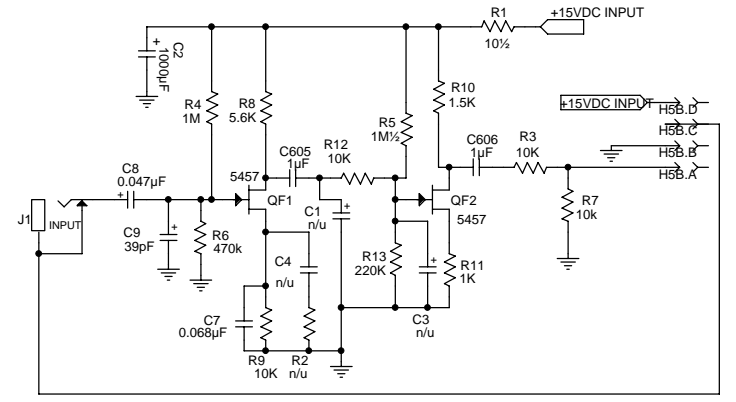 R1
+15VDC INPUT
10½
C2
1000µF
+
R4
1M
R8
5.6K
R10
1.5K
R5
1M½
+15VDC INPUT
H5B.D
H5B.C
H5B.B
H5B.A
C605
1µF
R12
10K
C606
1µF
R3
10K
C8
0.047µF
+
5457
QF1
QF2
5457
R7
10k
J1
INPUT
C9
39pF
+
R6
470k
C1
n/u
+
C4
n/u
R13
220K
+
R11
1K
C3
n/u
C7
0.068µF
R9
10K
R2
n/u